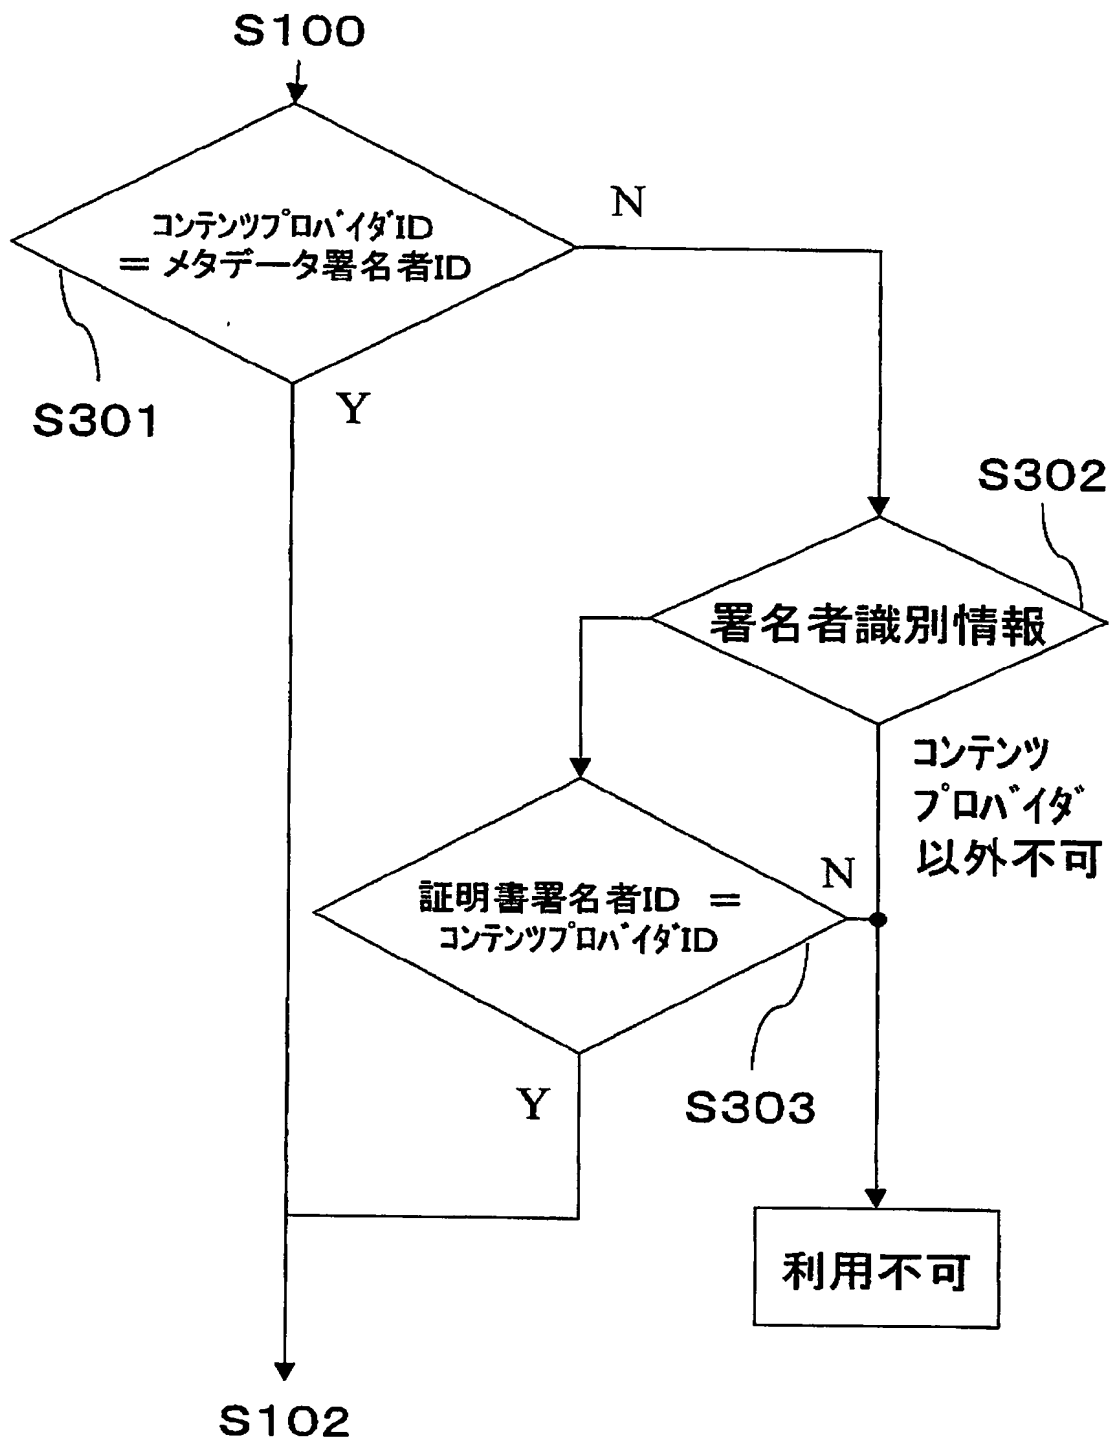 S100
コンテンツプロバイダID
= メタデータ署名者ID
N
S301
Y
S302
署名者識別情報
コンテンツ
プロバイダ
以外不可
証明書署名者ID =
コンテンツプロバイダID
N
Y
S303
利用不可
S102